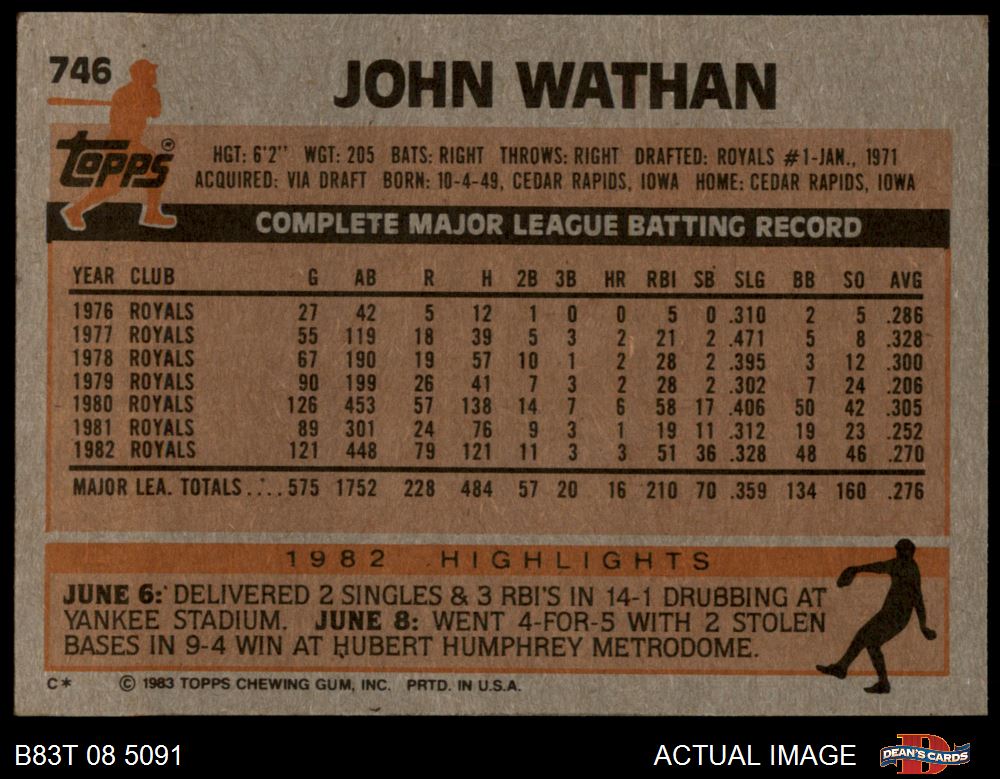 746
JOHN WATHAN
Topps®
HGT: 6'2" WGT: 205 BATS: RIGHT THROWS: RIGHT DRAFTED: ROYALS #1-JAN., 1971
ACQUIRED: VIA DRAFT BORN: 10-4-49, CEDAR RAPIDS, IOWA HOME: CEDAR RAPIDS, IOWA
COMPLETE MAJOR LEAGUE BATTING RECORD
YEAR CLUB G AB R H 2B 3B HR RBI SB SLG BB SO AVG
1976 ROYALS 27 42 5 12 1 0 0 5 0 .310 2 5 .286
1977 ROYALS 55 119 18 39 5 3 2 21 2 .471 5 8 .328
1978 ROYALS 67 190 19 57 10 1 2 28 2 .395 3 12 .300
1979 ROYALS 90 199 26 41 7 3 2 28 2 .302 7 24 .206
1980 ROYALS 126 453 57 138 14 7 6 58 17 .406 50 42 .305
1981 ROYALS 89 301 24 76 9 3 1 19 11 .312 19 23 .252
1982 ROYALS 121 448 79 121 11 3 3 51 36 .328 48 46 .270
MAJOR LEA. TOTALS.... 575 1752 228 484 57 20 16 210 70 .359 134 160 .276
1982 HIGHLIGHTS
JUNE 6: DELIVERED 2 SINGLES & 3 RBI'S IN 14-1 DRUBBING AT
YANKEE STADIUM. JUNE 8: WENT 4-FOR-5 WITH 2 STOLEN
BASES IN 9-4 WIN AT HUBERT HUMPHREY METRODOME.
C* © 1983 TOPPS CHEWING GUM, INC. PRTD. IN U.S.A.
B83T 08 5091 ACTUAL IMAGE DEAN'S CARDS